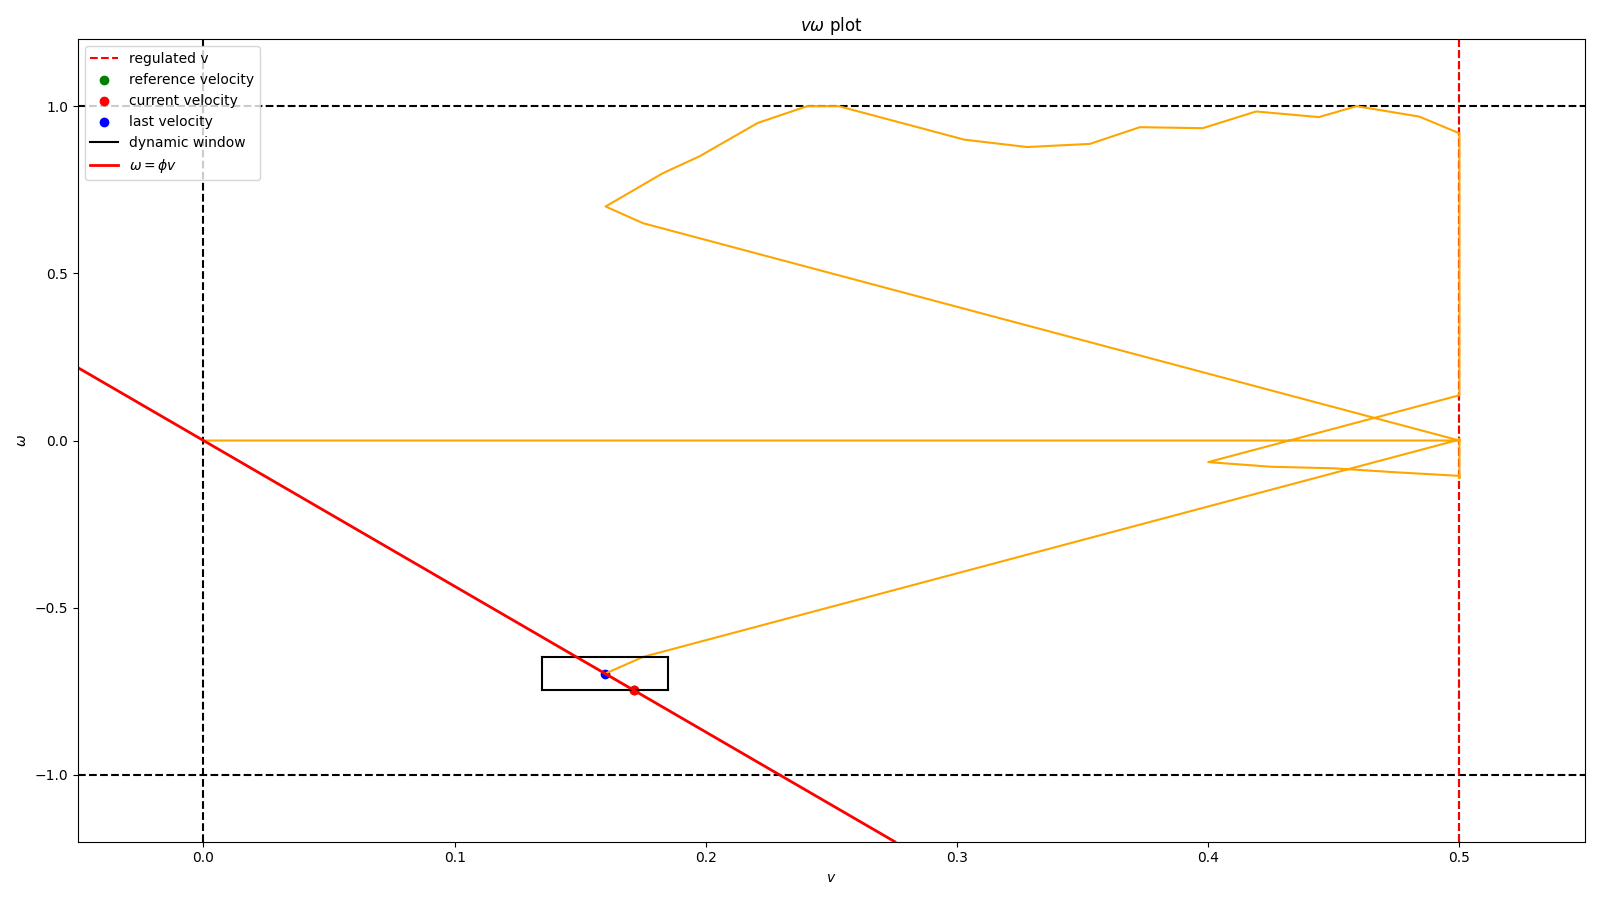 vω plot
regulated v
reference velocity
current velocity
last velocity
dynamic window
ω = ϕv
1.0
0.5
0.0
−0.5
−1.0
ω
0.0 0.1 0.2 0.3 0.4 0.5
v